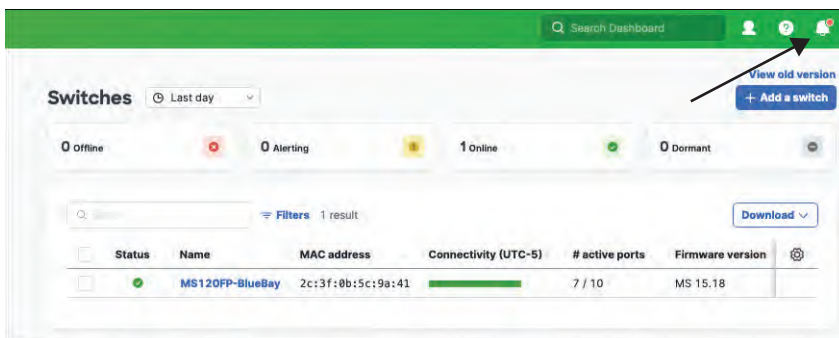 Search Dashboard
View old version
Switches
Last day
+ Add a switch
0 Offline
0 Alerting
1 Online
0 Dormant
Filters
1 result
Download
Status Name MAC address Connectivity (UTC-5) # active ports Firmware version
MS120FP-BlueBay 2c:3f:0b:5c:9a:41 7 / 10 MS 15.18